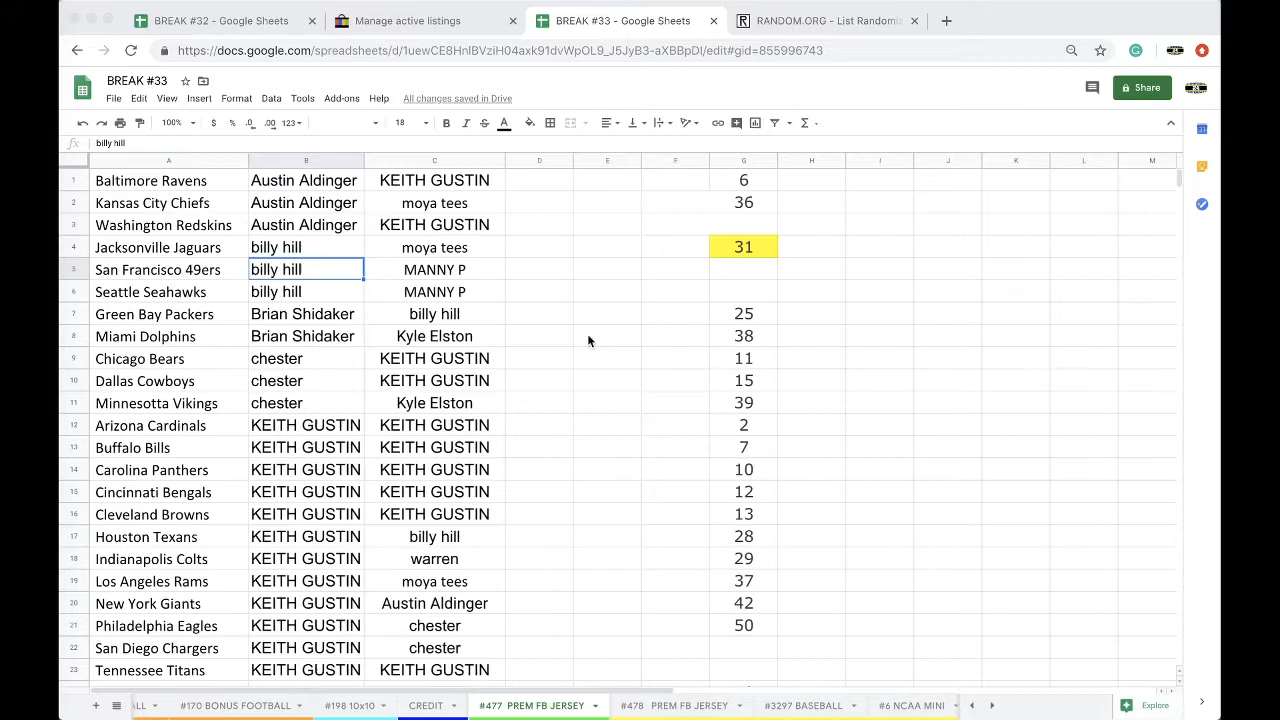 BREAK #32 - Google Sheets
Manage active listings
BREAK #33 - Google Sheets
RANDOM.ORG - List Randomiz
https://docs.google.com/spreadsheets/d/1uewCE8HnIBVziH04axk91dvWpOL9_J5JyB3-aXBBpDI/edit#gid=855996743
BREAK #33
File Edit View Insert Format Data Tools Add-ons Help All changes saved in Drive
Share
100% $ % .0 .00 123 18 B I S A
fx billy hill
A B C D E F G H I J K L M
1 Baltimore Ravens Austin Aldinger KEITH GUSTIN 6
2 Kansas City Chiefs Austin Aldinger moya tees 36
3 Washington Redskins Austin Aldinger KEITH GUSTIN
4 Jacksonville Jaguars billy hill moya tees 31
5 San Francisco 49ers billy hill MANNY P
6 Seattle Seahawks billy hill MANNY P
7 Green Bay Packers Brian Shidaker billy hill 25
8 Miami Dolphins Brian Shidaker Kyle Elston 38
9 Chicago Bears chester KEITH GUSTIN 11
10 Dallas Cowboys chester KEITH GUSTIN 15
11 Minnesotta Vikings chester Kyle Elston 39
12 Arizona Cardinals KEITH GUSTIN KEITH GUSTIN 2
13 Buffalo Bills KEITH GUSTIN KEITH GUSTIN 7
14 Carolina Panthers KEITH GUSTIN KEITH GUSTIN 10
15 Cincinnati Bengals KEITH GUSTIN KEITH GUSTIN 12
16 Cleveland Browns KEITH GUSTIN KEITH GUSTIN 13
17 Houston Texans KEITH GUSTIN billy hill 28
18 Indianapolis Colts KEITH GUSTIN warren 29
19 Los Angeles Rams KEITH GUSTIN moya tees 37
20 New York Giants KEITH GUSTIN Austin Aldinger 42
21 Philadelphia Eagles KEITH GUSTIN chester 50
22 San Diego Chargers KEITH GUSTIN chester
23 Tennessee Titans KEITH GUSTIN KEITH GUSTIN
ALL #170 BONUS FOOTBALL #198 10x10 CREDIT #477 PREM FB JERSEY #478 PREM FB JERSEY #3297 BASEBALL #6 NCAA MINI Explore